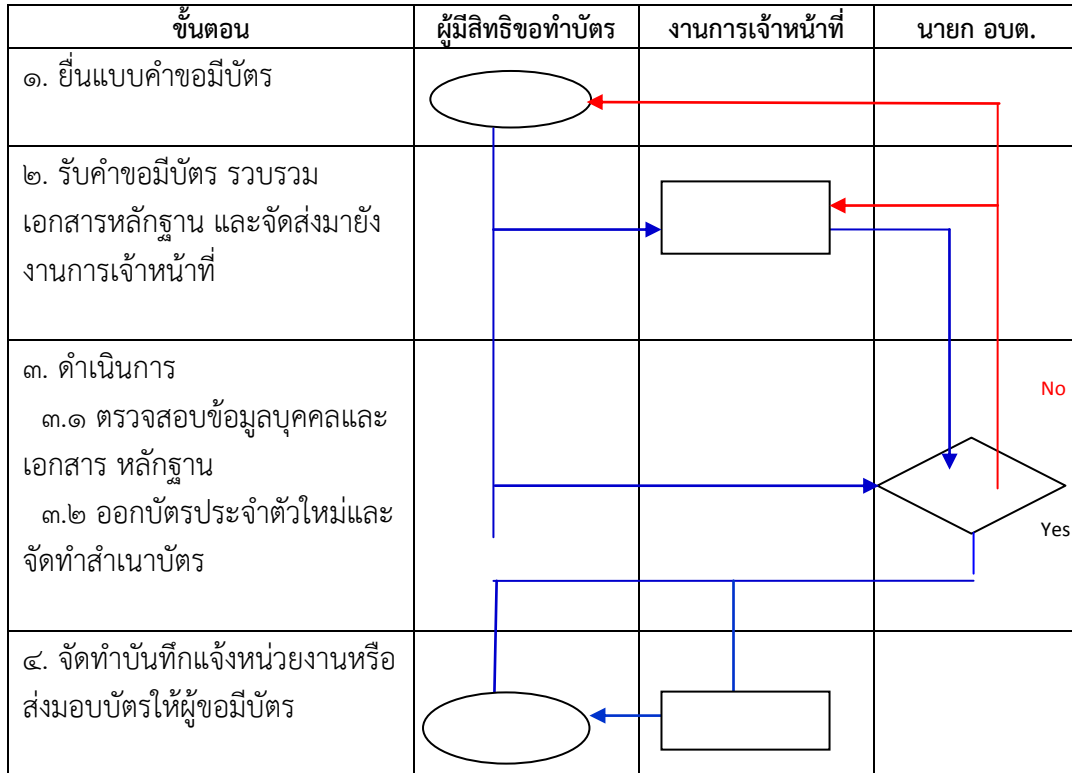 ขั้นตอน ผู้มีสิทธิขอทำบัตร งานการเจ้าหน้าที่ นายก อบต.
๑. ยื่นแบบคำขอมีบัตร
๒. รับคำขอมีบัตร รวบรวม
เอกสารหลักฐาน และจัดส่งมายัง
งานการเจ้าหน้าที่
๓. ดำเนินการ
๓.๑ ตรวจสอบข้อมูลบุคคลและ
เอกสาร หลักฐาน
๓.๒ ออกบัตรประจำตัวใหม่และ
จัดทำสำเนาบัตร
No
Yes
๔. จัดทำบันทึกแจ้งหน่วยงานหรือ
ส่งมอบบัตรให้ผู้ขอมีบัตร